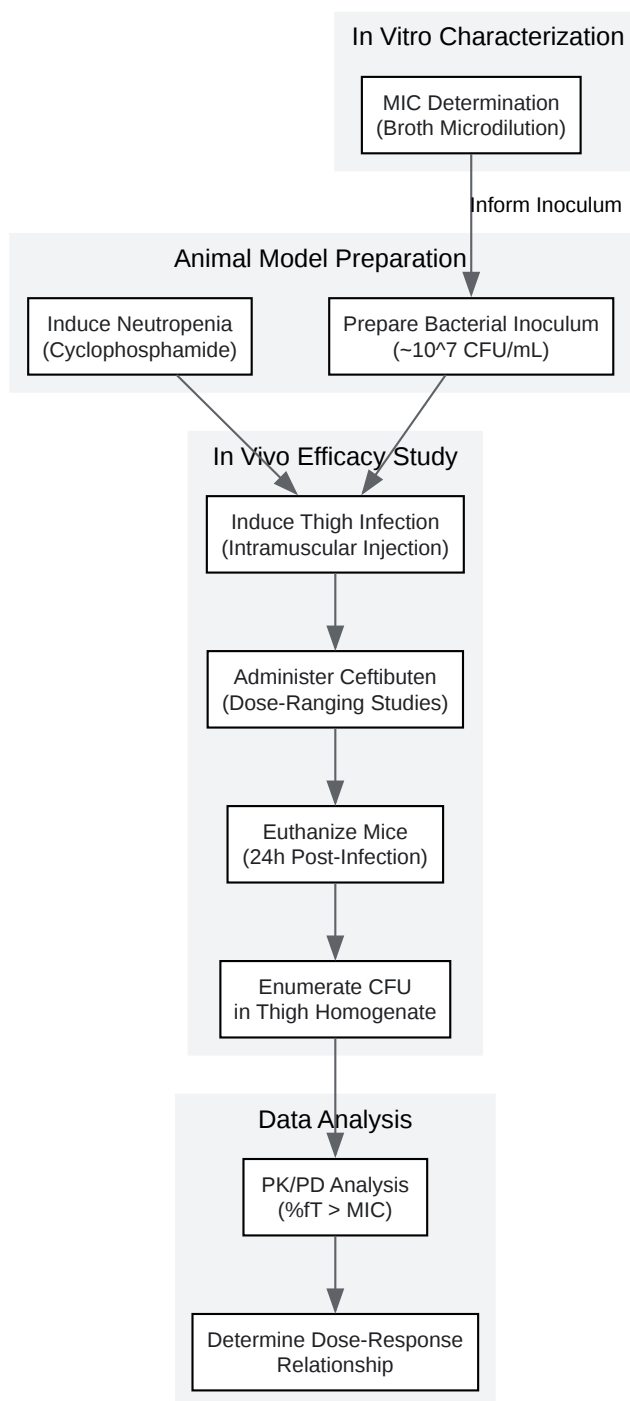 In Vitro Characterization
MIC Determination
(Broth Microdilution)
Inform Inoculum
Animal Model Preparation
Induce Neutropenia
(Cyclophosphamide)
Prepare Bacterial Inoculum
(~10^7 CFU/mL)
In Vivo Efficacy Study
Induce Thigh Infection
(Intramuscular Injection)
Administer Ceftibuten
(Dose-Ranging Studies)
Euthanize Mice
(24h Post-Infection)
Enumerate CFU
in Thigh Homogenate
Data Analysis
PK/PD Analysis
(%fT > MIC)
Determine Dose-Response
Relationship